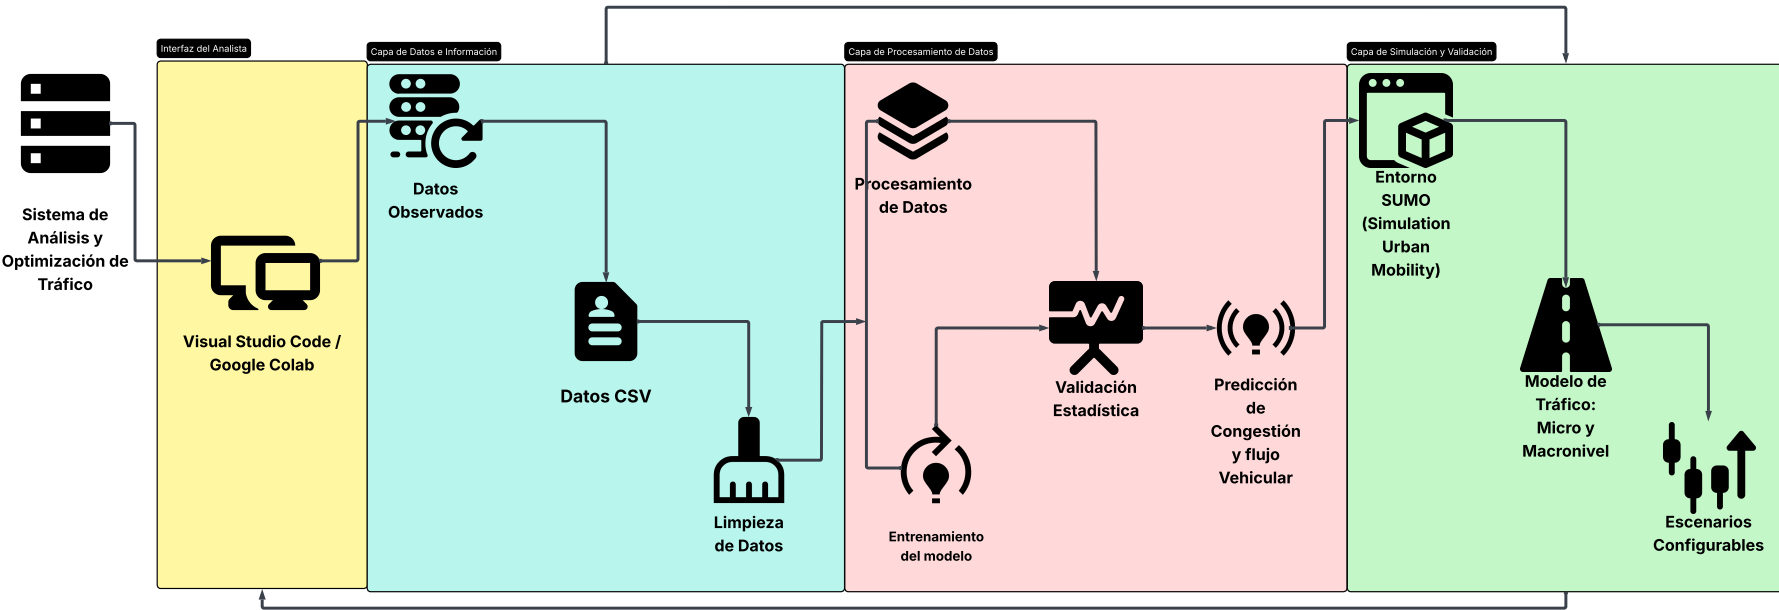 Interfaz del Analista
Capa de Datos e Información
Capa de Procesamiento de Datos
Capa de Simulación y Validación
Sistema de
Análisis y
Optimización de
Tráfico
Visual Studio Code /
Google Colab
Datos
Observados
Datos CSV
Limpieza
de Datos
Procesamiento
de Datos
Entrenamiento
del modelo
Validación
Estadística
Predicción
de
Congestión
y flujo
Vehicular
Entorno
SUMO
(Simulation
Urban
Mobility)
Modelo de
Tráfico:
Micro y
Macronivel
Escenarios
Configurables